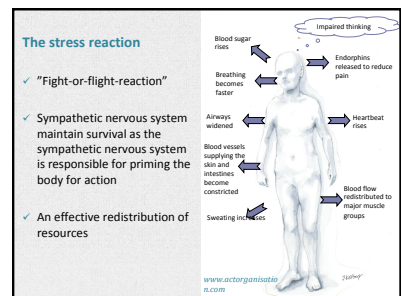 The stress reaction
✓ ”Fight-or-flight-reaction”
✓ Sympathetic nervous system
maintain survival as the
sympathetic nervous system
is responsible for priming the
body for action
✓ An effective redistribution of
resources
Impaired thinking
Blood sugar
rises
Endorphins
released to reduce
pain
Breathing
becomes
faster
Airways
widened
Heartbeat
rises
Blood vessels
supplying the
skin and
intestines
become
constricted
Blood flow
redistributed to
major muscle
groups
Sweating increases
www.actorganisatio
n.com